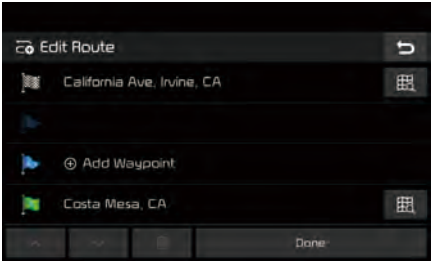 Edit Route
California Ave, Irvine, CA
Add Waypoint
Costa Mesa, CA
Done